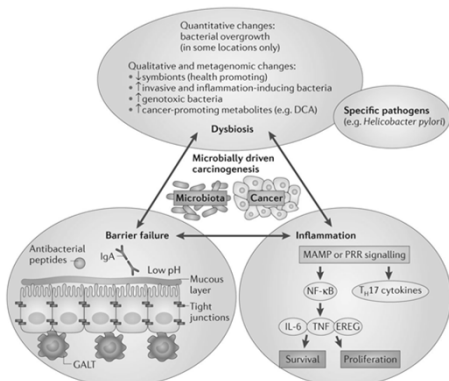 Quantitative changes:
bacterial overgrowth
(in some locations only)
Qualitative and metagenomic changes:
• ↓symbionts (health promoting)
• ↑invasive and inflammation-inducing bacteria
• ↑genotoxic bacteria
• ↑cancer-promoting metabolites (e.g. DCA)
Dysbiosis
Specific pathogens
(e.g. Helicobacter pylori)
Microbially driven
carcinogenesis
Microbiota
Cancer
Barrier failure
Antibacterial
peptides
IgA
Low pH
Mucous
layer
Tight
junctions
GALT
Inflammation
MAMP or PRR signalling
NF-κB
TH17 cytokines
IL-6
TNF
EREG
Survival
Proliferation